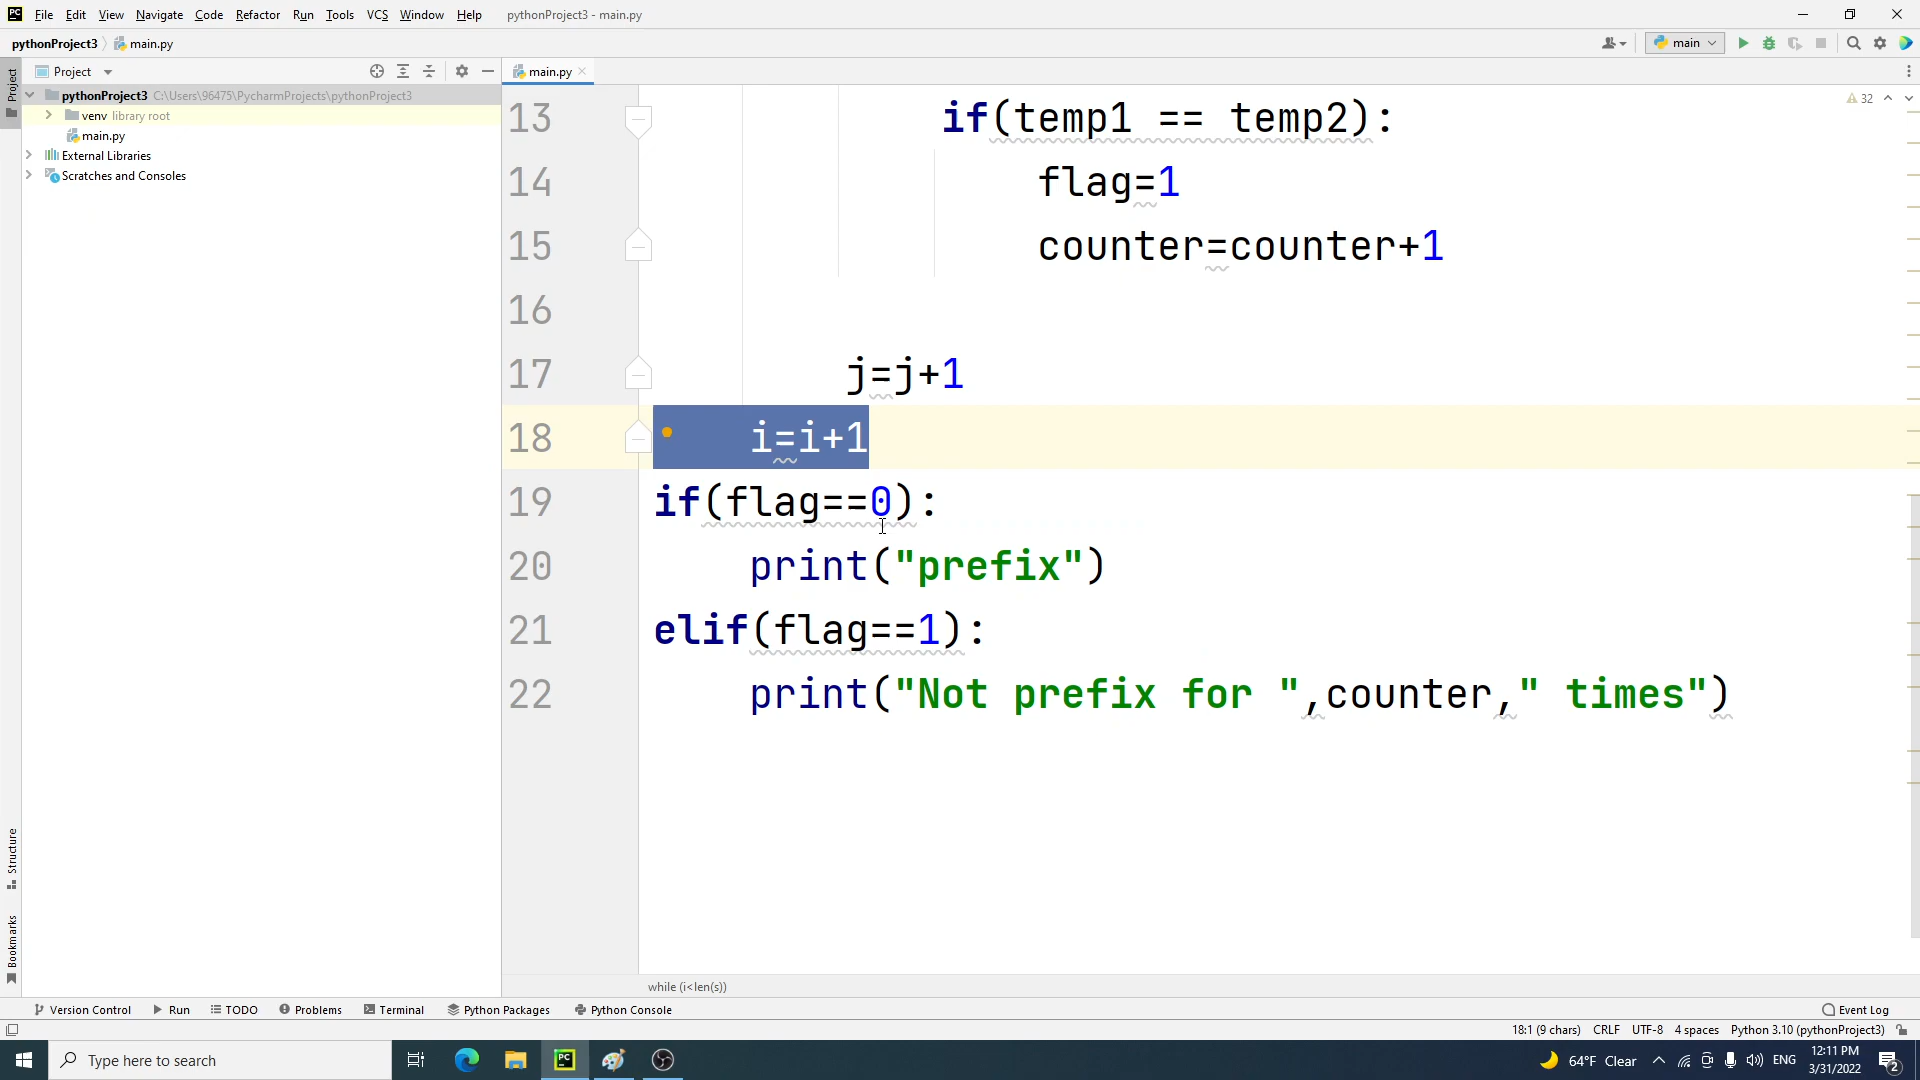 PC File Edit View Navigate Code Refactor Run Tools VCS Window Help pythonProject3 - main.py
pythonProject3 main.py main
Project main.py
Project
pythonProject3 C:\Users\96475\PycharmProjects\pythonProject3
venv library root
main.py
External Libraries
Scratches and Consoles
32
13 if(temp1 == temp2):
14 flag=1
15 counter=counter+1
16
17 j=j+1
18 i=i+1
19 if(flag==0):
20 print("prefix")
21 elif(flag==1):
22 print("Not prefix for ",counter," times")
Structure
Bookmarks
while (i<len(s))
Version Control Run TODO Problems Terminal Python Packages Python Console Event Log
18:1 (9 chars) CRLF UTF-8 4 spaces Python 3.10 (pythonProject3)
Type here to search PC 64°F Clear ENG 12:11 PM
3/31/2022 2